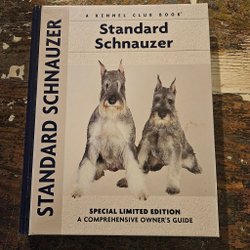 STANDARD SCHNAUZER
A KENNEL CLUB BOOK
Standard
Schnauzer
SPECIAL LIMITED EDITION
A COMPREHENSIVE OWNER'S GUIDE